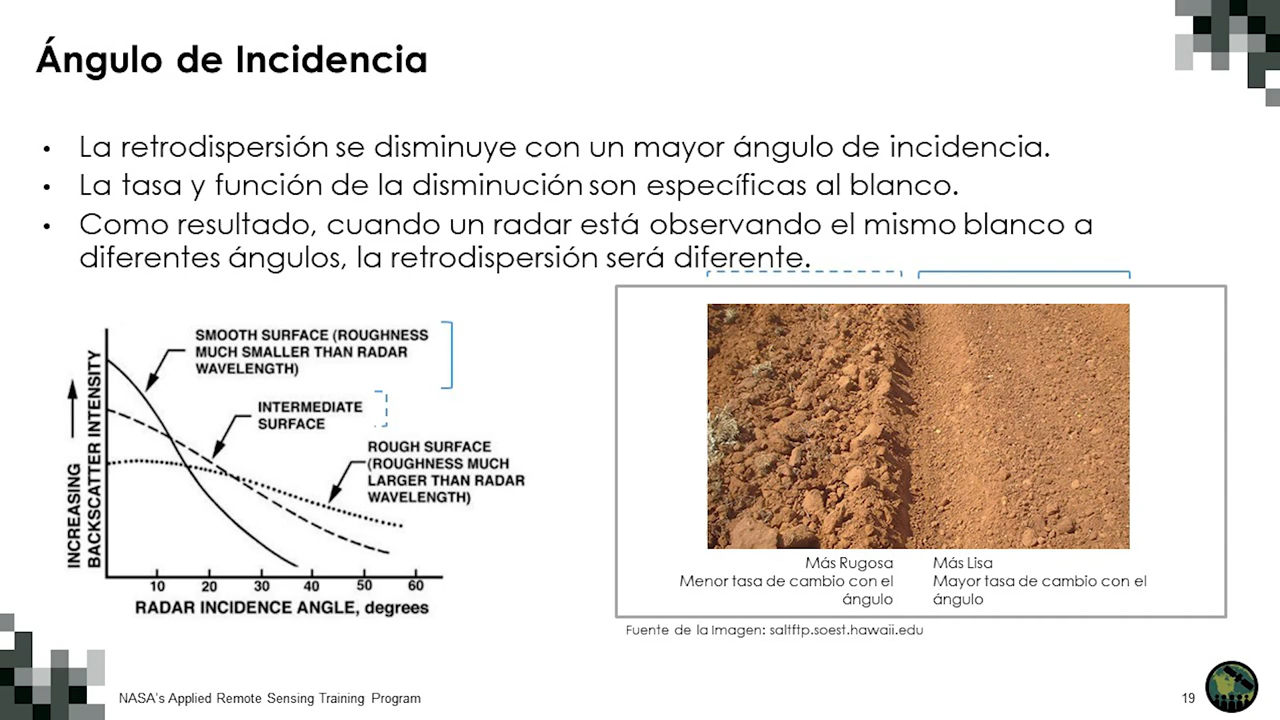 Ángulo de Incidencia
• La retrodispersión se disminuye con un mayor ángulo de incidencia.
• La tasa y función de la disminución son específicas al blanco.
• Como resultado, cuando un radar está observando el mismo blanco a
diferentes ángulos, la retrodispersión será diferente.
SMOOTH SURFACE (ROUGHNESS
MUCH SMALLER THAN RADAR
WAVELENGTH)
INTERMEDIATE
SURFACE
ROUGH SURFACE
(ROUGHNESS MUCH
LARGER THAN RADAR
WAVELENGTH)
INCREASING
BACKSCATTER INTENSITY
10 20 30 40 50 60
RADAR INCIDENCE ANGLE, degrees
Más Rugosa
Menor tasa de cambio con el
ángulo
Más Lisa
Mayor tasa de cambio con el
ángulo
Fuente de la Imagen: saltftp.soest.hawaii.edu
NASA's Applied Remote Sensing Training Program
19